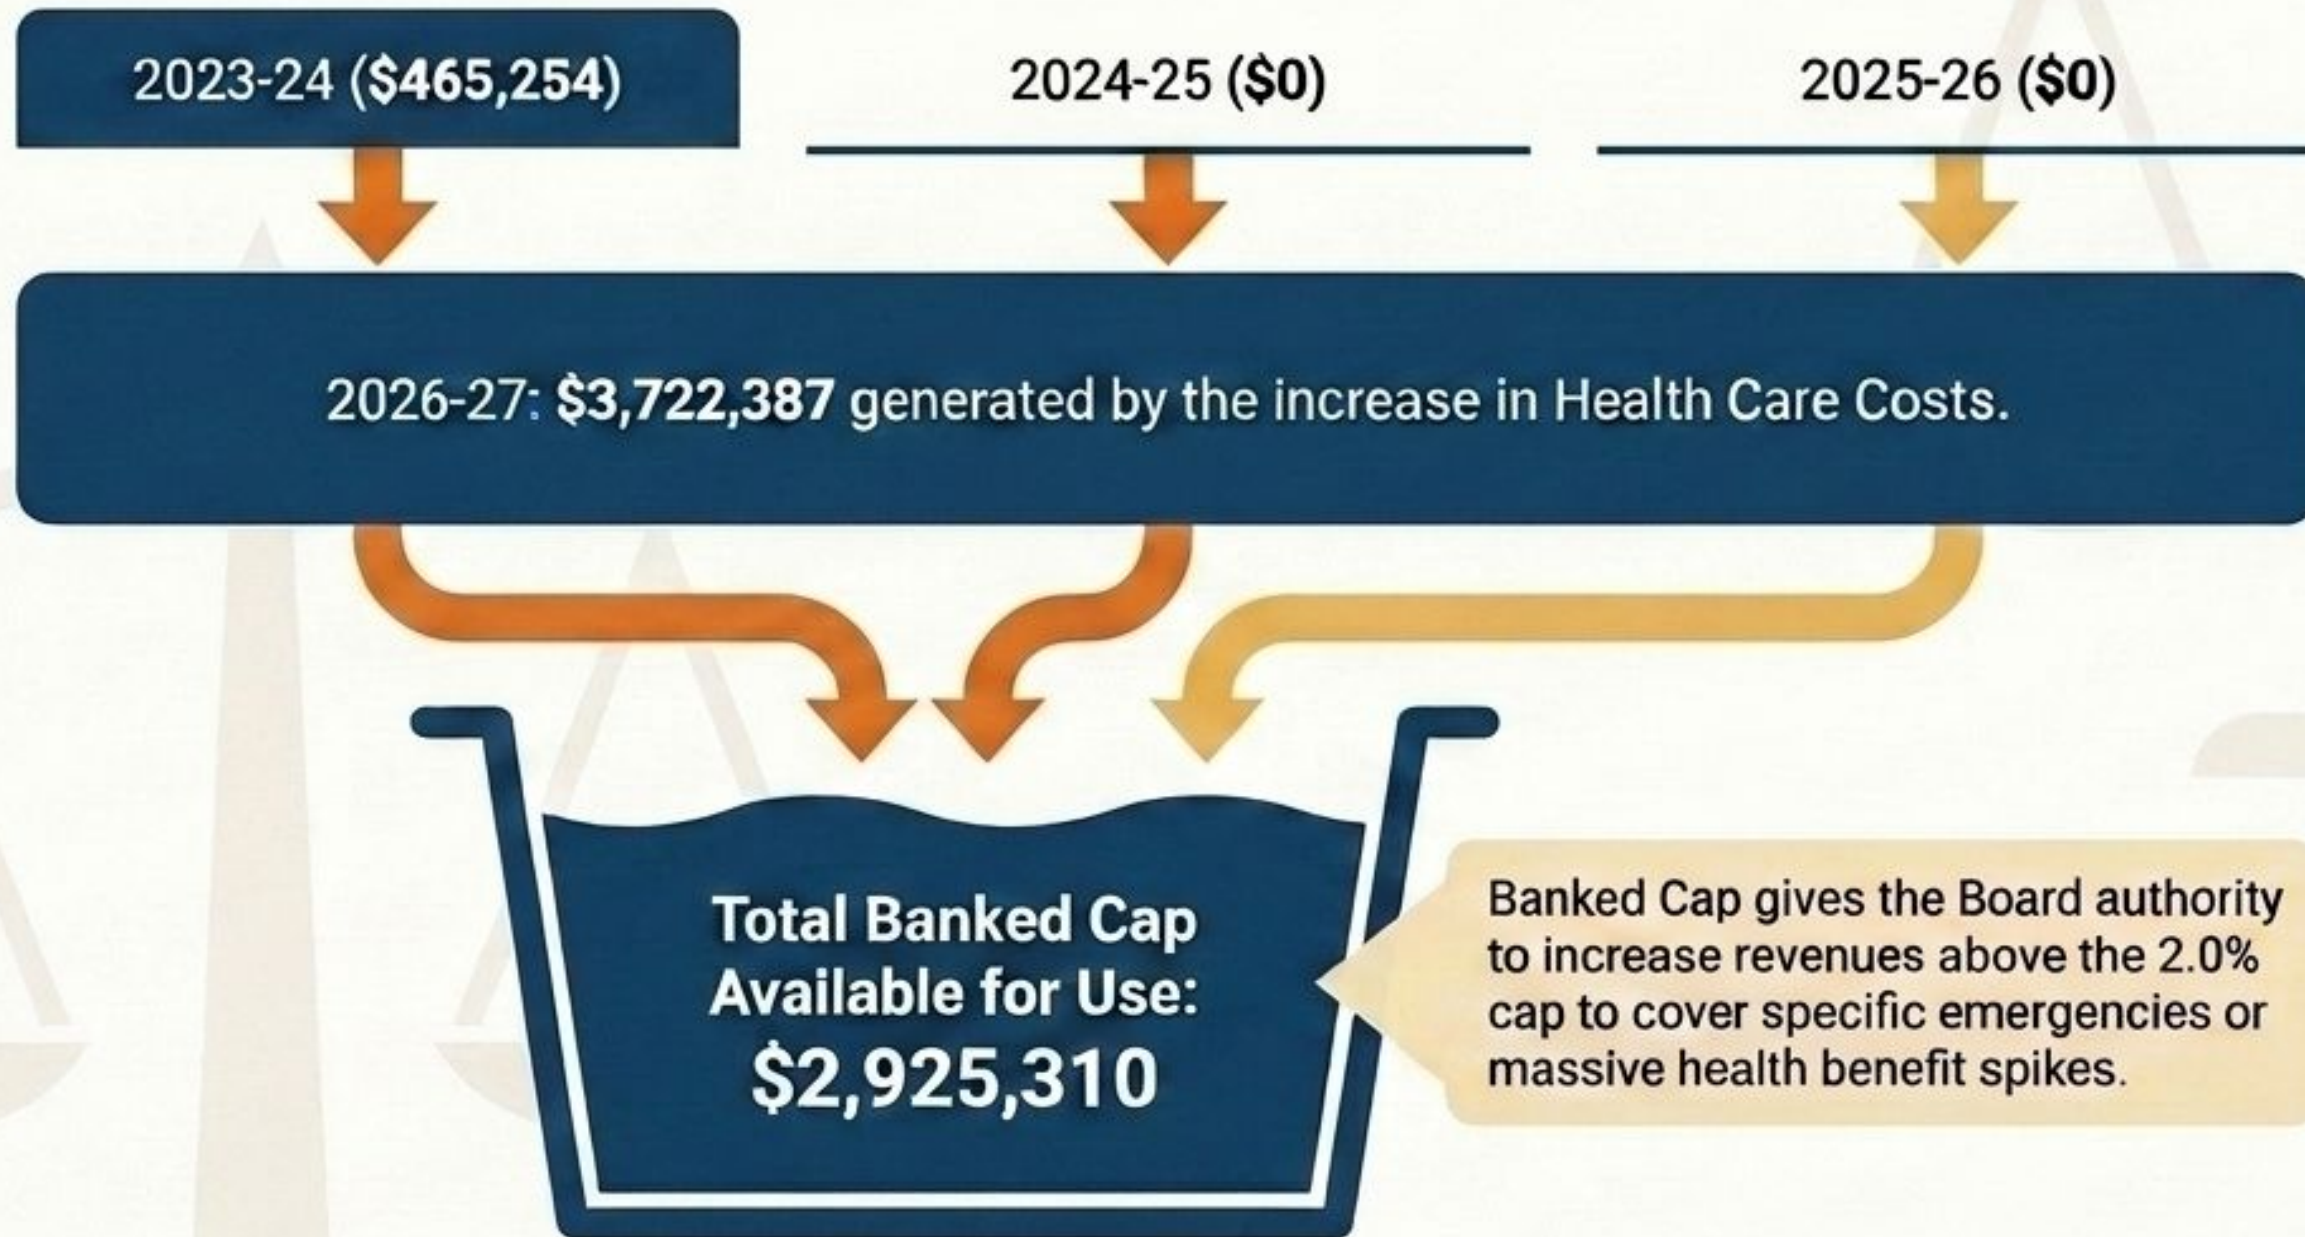 2023-24 ($465,254)
2024-25 ($0)
2025-26 ($0)
2026-27: $3,722,387 generated by the increase in Health Care Costs.
Total Banked Cap
Available for Use:
$2,925,310
Banked Cap gives the Board authority
to increase revenues above the 2.0%
cap to cover specific emergencies or
massive health benefit spikes.